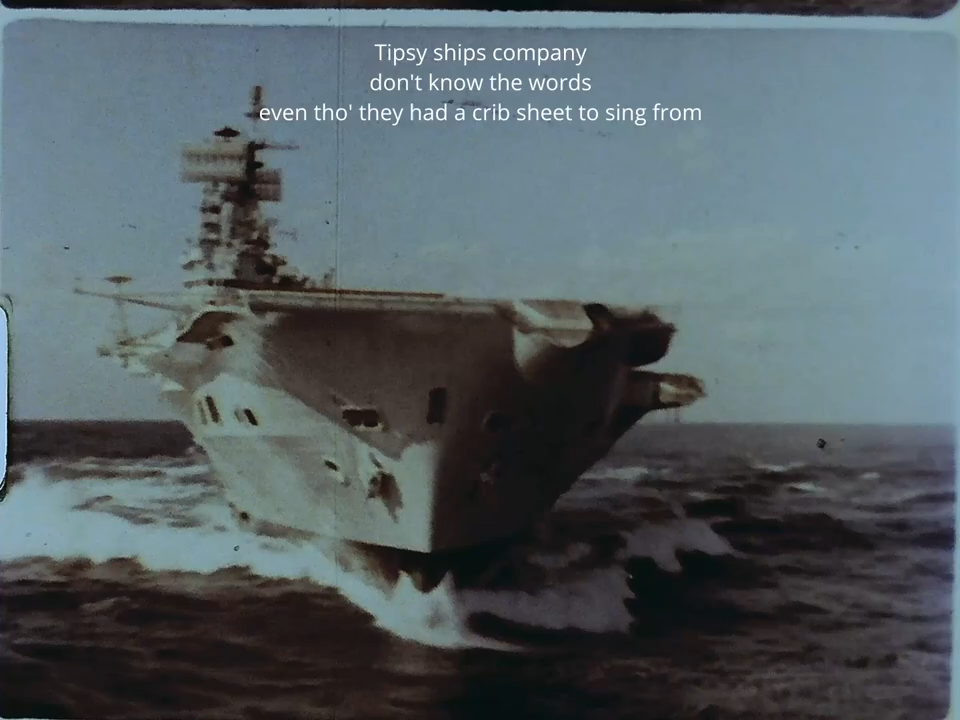 Tipsy ships company
don't know the words
even tho' they had a crib sheet to sing from